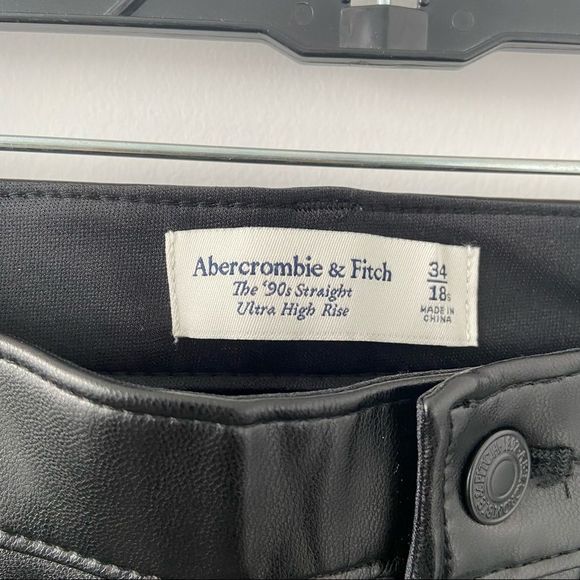 Abercrombie & Fitch
The '90s Straight
Ultra High Rise
34
18s
MADE IN
CHINA